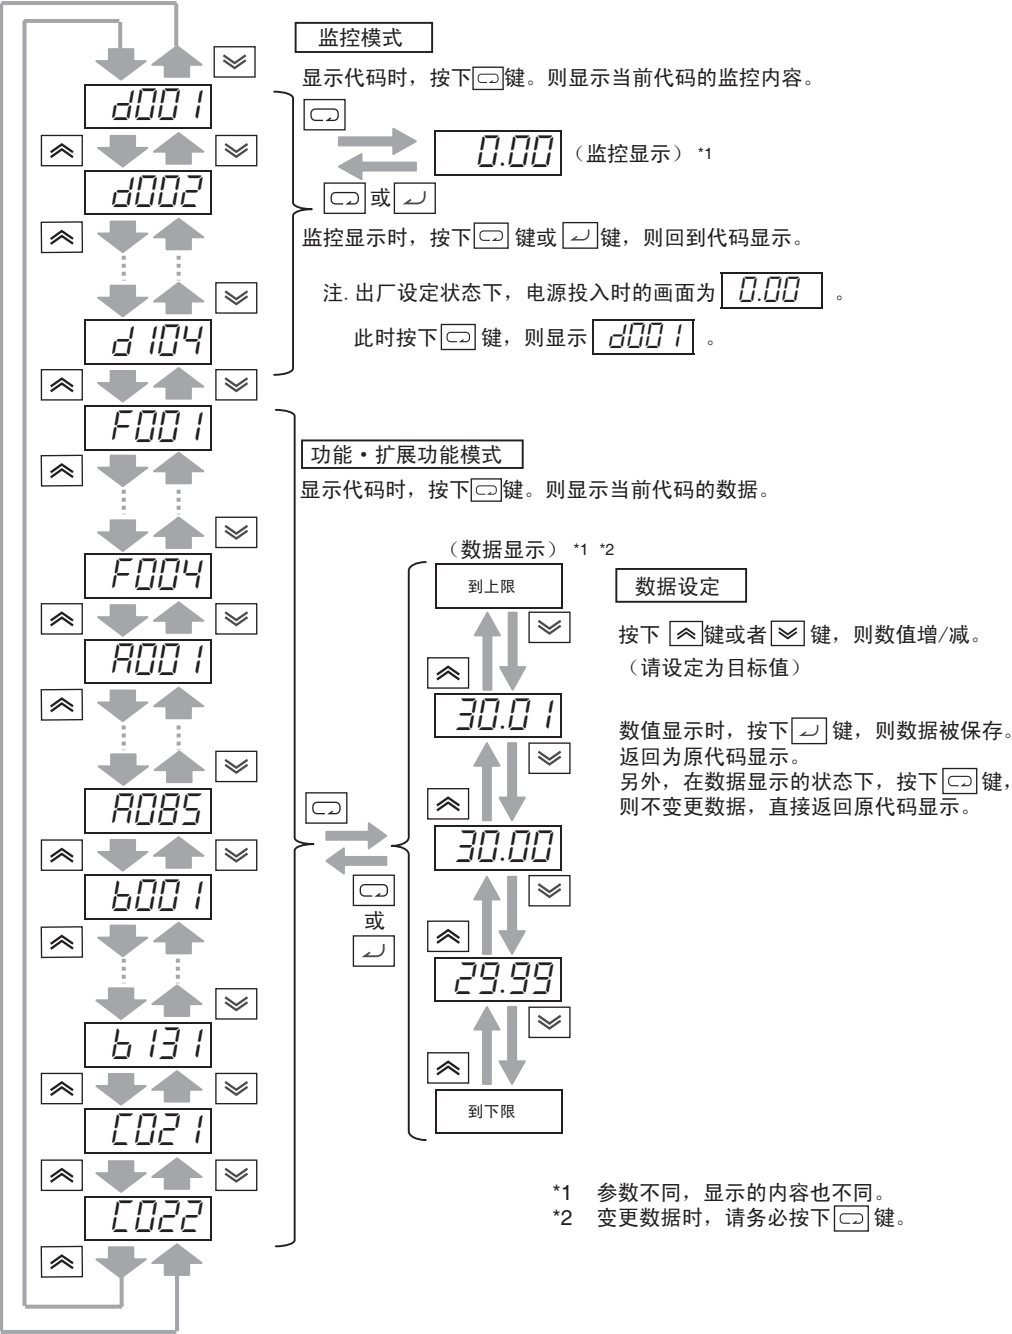 监控模式
显示代码时，按下键。则显示当前代码的监控内容。
d001
0.00 （监控显示） *1
d002
或
监控显示时，按下 键或 键，则回到代码显示。
注. 出厂设定状态下，电源投入时的画面为 0.00 。
此时按下 键，则显示 d001 。
d104
F001
功能・扩展功能模式
显示代码时，按下键。则显示当前代码的数据。
（数据显示） *1 *2
F004
到上限
数据设定
按下 键或者 键，则数值增/减。
（请设定为目标值）
A001
30.01
数值显示时，按下 键，则数据被保存。
返回为原代码显示。
另外，在数据显示的状态下，按下 键，
则不变更数据，直接返回原代码显示。
A085
30.00
b001
或
29.99
b131
到下限
C021
C022
*1 参数不同，显示的内容也不同。
*2 变更数据时，请务必按下 键。